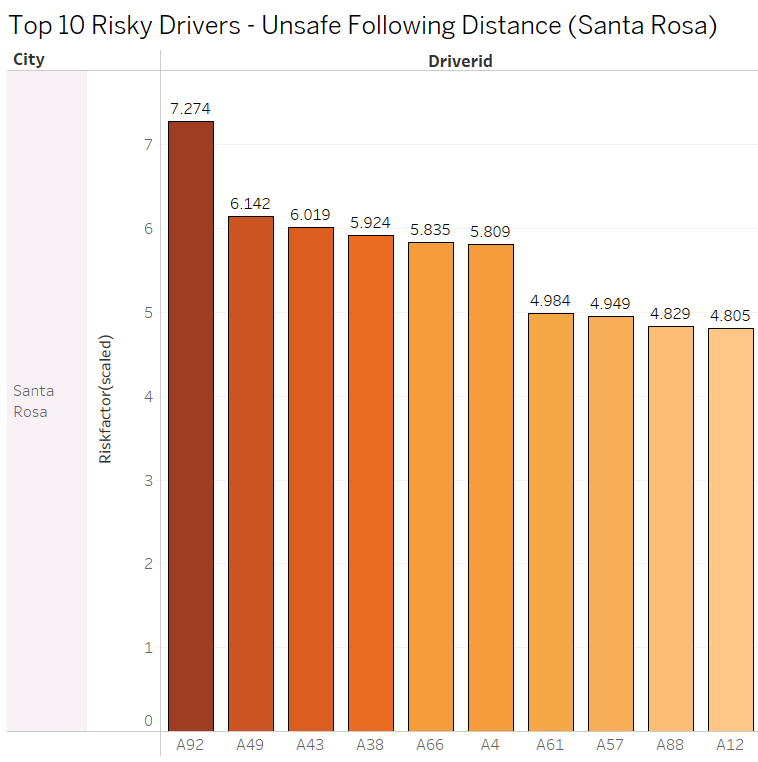 Top 10 Risky Drivers - Unsafe Following Distance (Santa Rosa)
City
Driverid
7.274
6.142
6.019
5.924
5.835
5.809
4.984
4.949
4.829
4.805
7
6
5
4
3
2
1
0
Riskfactor(scaled)
Santa
Rosa
A92 A49 A43 A38 A66 A4 A61 A57 A88 A12